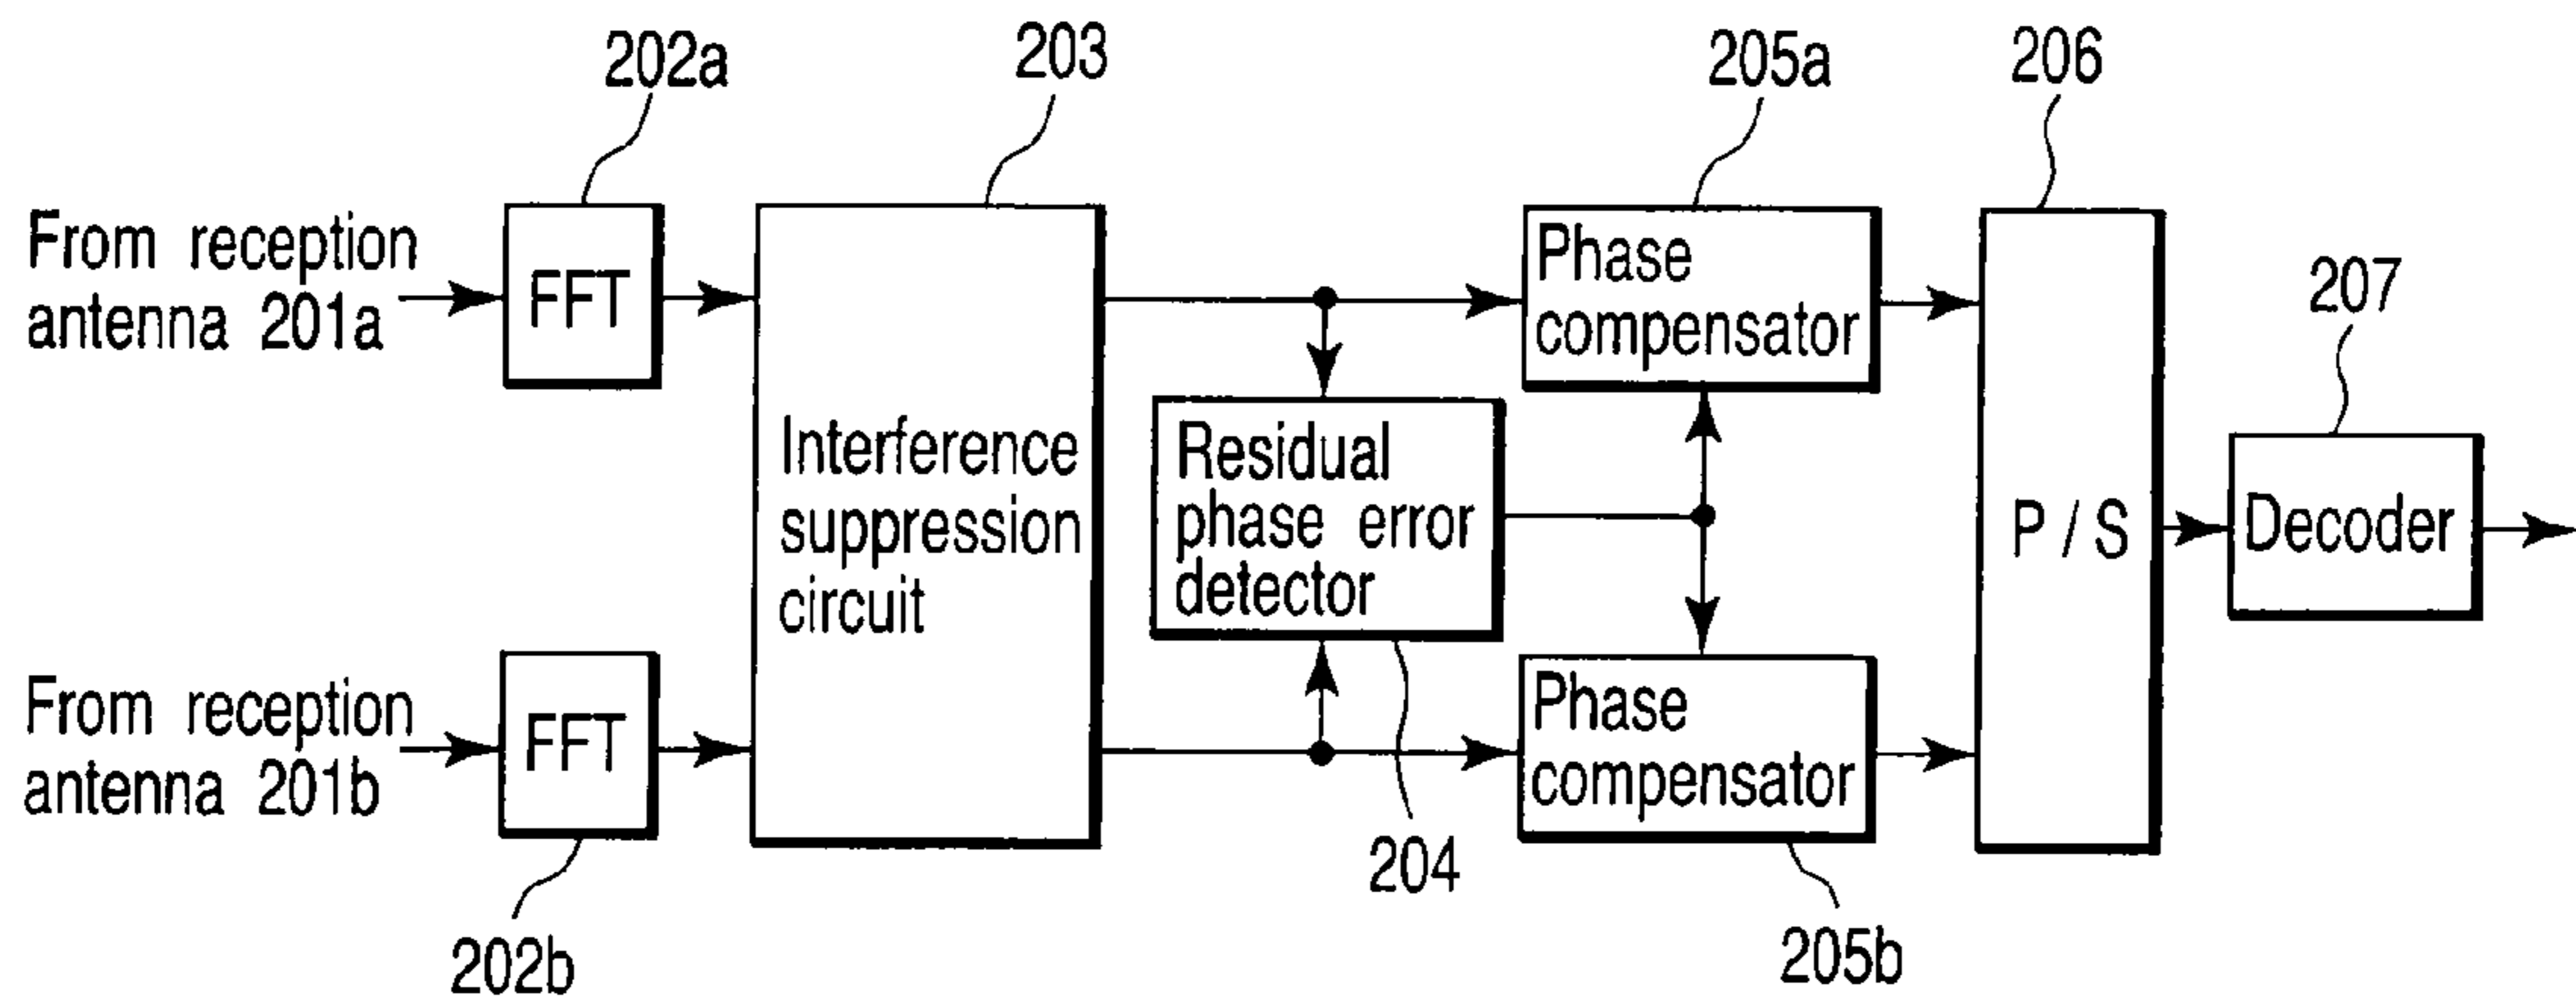 202a
203
205a
206
207
From reception
antenna 201a
FFT
Interference
suppression
circuit
Phase
compensator
Residual
phase error
detector
P / S
Decoder
From reception
antenna 201b
FFT
Phase
compensator
202b
204
205b